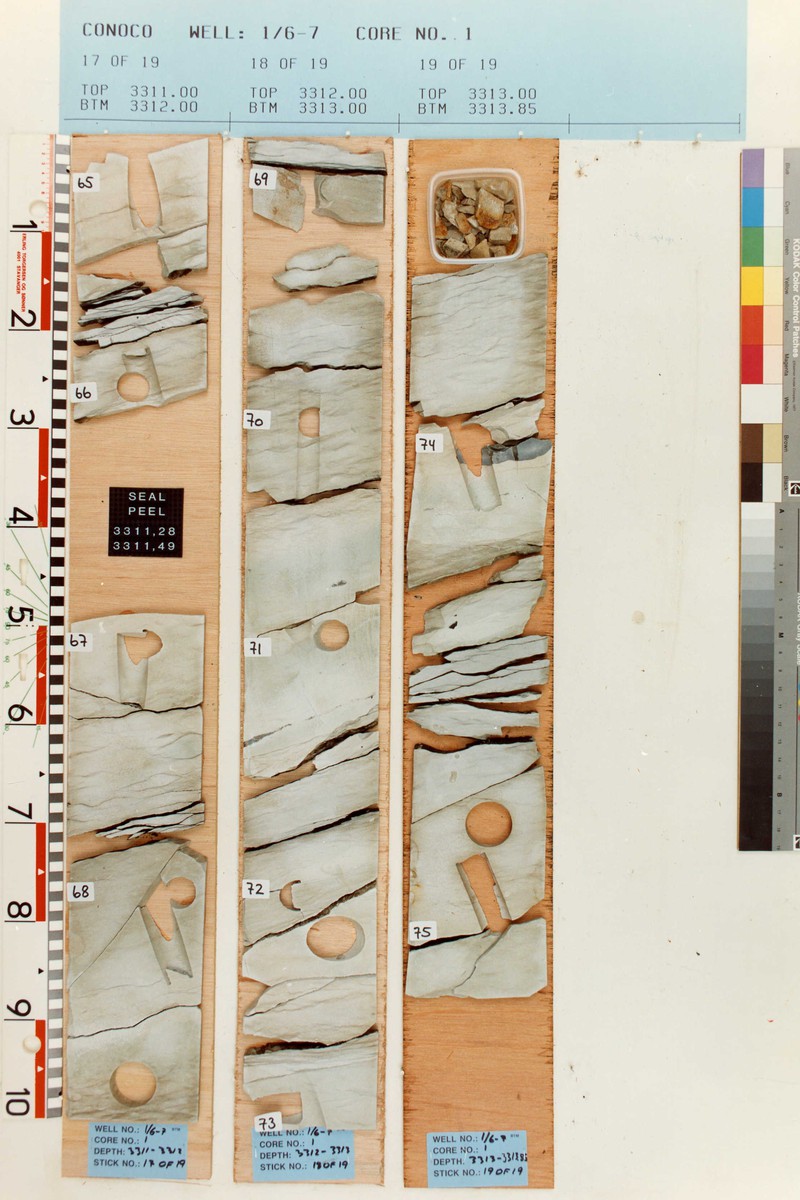 CONOCO WELL: 1/6-7 CORE NO. 1
17 OF 19
TOP 3311.00
BTM 3312.00
18 OF 19
TOP 3312.00
BTM 3313.00
19 OF 19
TOP 3313.00
BTM 3313.85
65
66
SEAL
PEEL
3311,28
3311,49
67
68
69
70
71
72
73
74
75
1
2
3
4
5
6
7
8
9
10
WELL NO.: 1/6-7
CORE NO.: 1
DEPTH: 3311-3312
STICK NO.: 17 OF 19
WELL NO.: 1/6-7
CORE NO.: 1
DEPTH: 3312-3313
STICK NO.: 18 OF 19
WELL NO.: 1/6-7
CORE NO.: 1
DEPTH: 3313-3313.85
STICK NO.: 19 OF 19
KODAK Color Control Patches
Blue
Cyan
Green
Yellow
Red
Magenta
White
Brown
Black
A
M
B